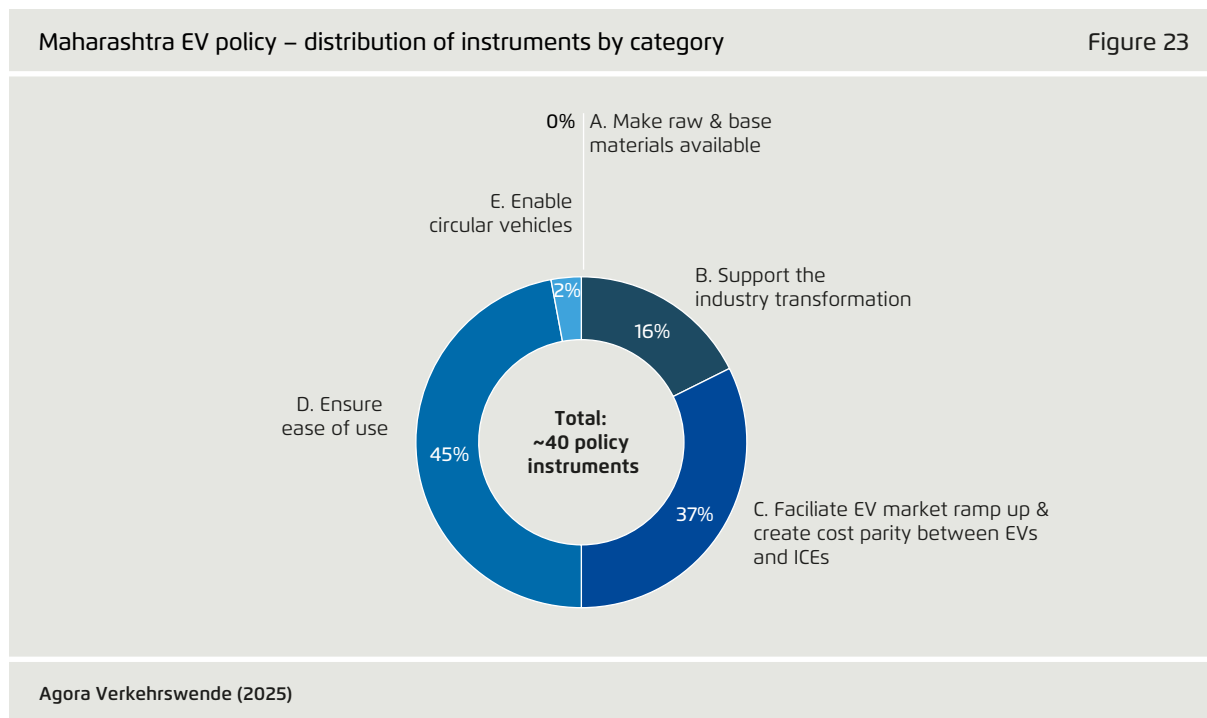 Maharashtra EV policy – distribution of instruments by category
Figure 23
0%
A. Make raw & base
materials available
E. Enable
circular vehicles
2%
B. Support the
industry transformation
16%
D. Ensure
ease of use
45%
Total:
~40 policy
instruments
37%
C. Faciliate EV market ramp up &
create cost parity between EVs
and ICEs
Agora Verkehrswende (2025)